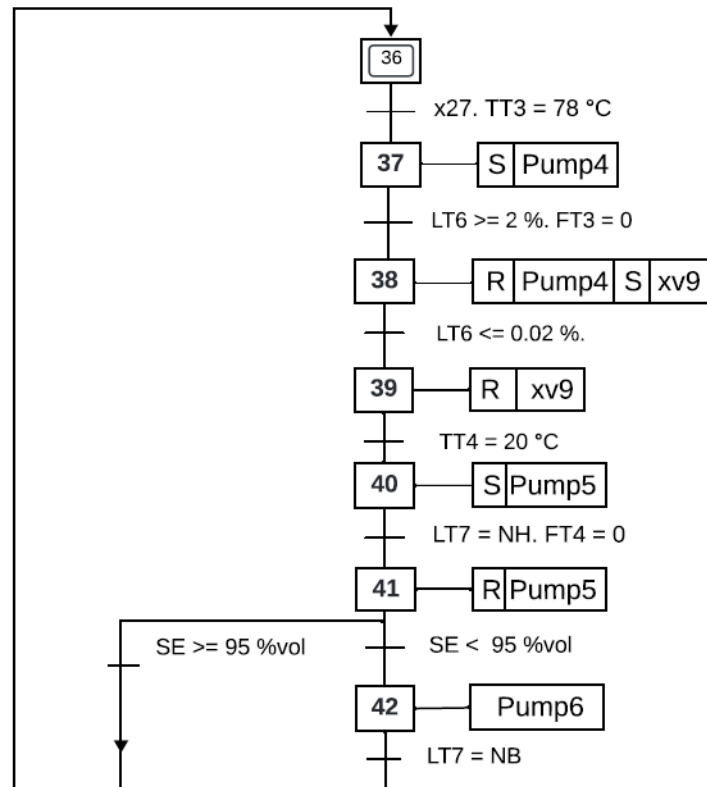 36
x27. TT3 = 78 °C
37 S Pump4
LT6 >= 2 %. FT3 = 0
38 R Pump4 S xv9
LT6 <= 0.02 %.
39 R xv9
TT4 = 20 °C
40 S Pump5
LT7 = NH. FT4 = 0
41 R Pump5
SE >= 95 %vol SE < 95 %vol
42 Pump6
LT7 = NB